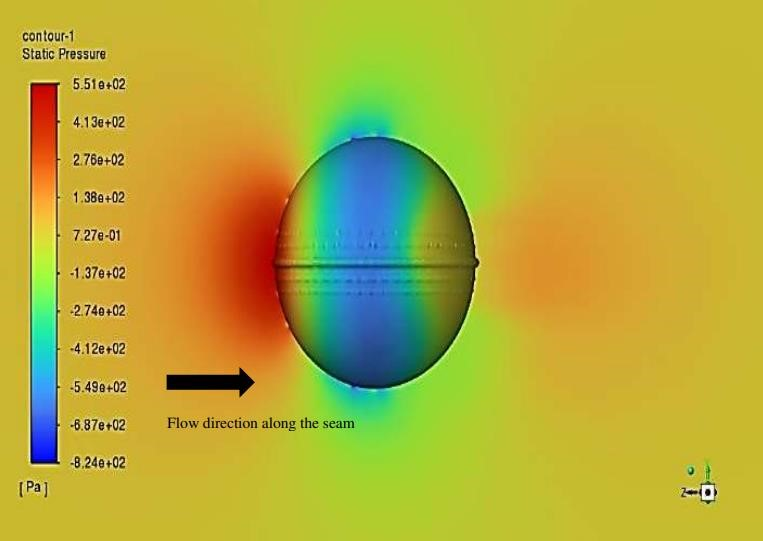 contour-1
Static Pressure
5.51e+02
4.13e+02
2.76e+02
1.38e+02
7.27e-01
-1.37e+02
-2.74e+02
-4.12e+02
-5.49e+02
-6.87e+02
-8.24e+02
[ Pa ]
Flow direction along the seam
Y
Z